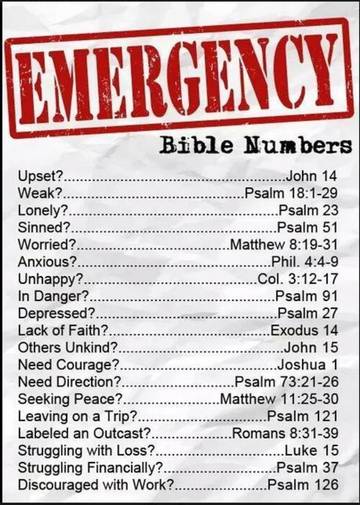 EMERGENCY
Bible Numbers
Upset?..............................................John 14
Weak?......................................Psalm 18:1-29
Lonely?...........................................Psalm 23
Sinned?...........................................Psalm 51
Worried?...............................Matthew 8:19-31
Anxious?........................................Phil. 4:4-9
Unhappy?....................................Col. 3:12-17
In Danger?......................................Psalm 91
Depressed?.....................................Psalm 27
Lack of Faith?................................Exodus 14
Others Unkind?.................................John 15
Need Courage?...............................Joshua 1
Need Direction?....................Psalm 73:21-26
Seeking Peace?.................Matthew 11:25-30
Leaving on a Trip?........................Psalm 121
Labeled an Outcast?..............Romans 8:31-39
Struggling with Loss?........................Luke 15
Struggling Financially?....................Psalm 37
Discouraged with Work?.................Psalm 126